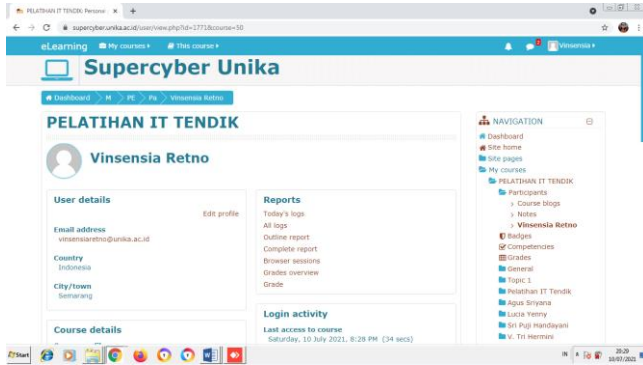 PELATIHAN IT TENDIK: Personal
supercyber.unika.ac.id/user/view.php?id=1771&course=50
eLearning My courses This course Vinsensia
Supercyber Unika
Dashboard M PE Pa Vinsensia Retno
PELATIHAN IT TENDIK
Vinsensia Retno
User details
Edit profile
Email address
vinsensiaretno@unika.ac.id
Country
Indonesia
City/town
Semarang
Course details
Reports
Today's logs
All logs
Outline report
Complete report
Browser sessions
Grades overview
Grade
Login activity
Last access to course
Saturday, 10 July 2021, 8:28 PM (34 secs)
NAVIGATION
Dashboard
Site home
Site pages
My courses
PELATIHAN IT TENDIK
Participants
Course blogs
Notes
Vinsensia Retno
Badges
Competencies
Grades
General
Topic 1
Pelatihan IT Tendik
Agus Sriyana
Lucia Yenny
Sri Puji Handayani
V. Tri Hermini
Start
IN
20:29
10/07/2021